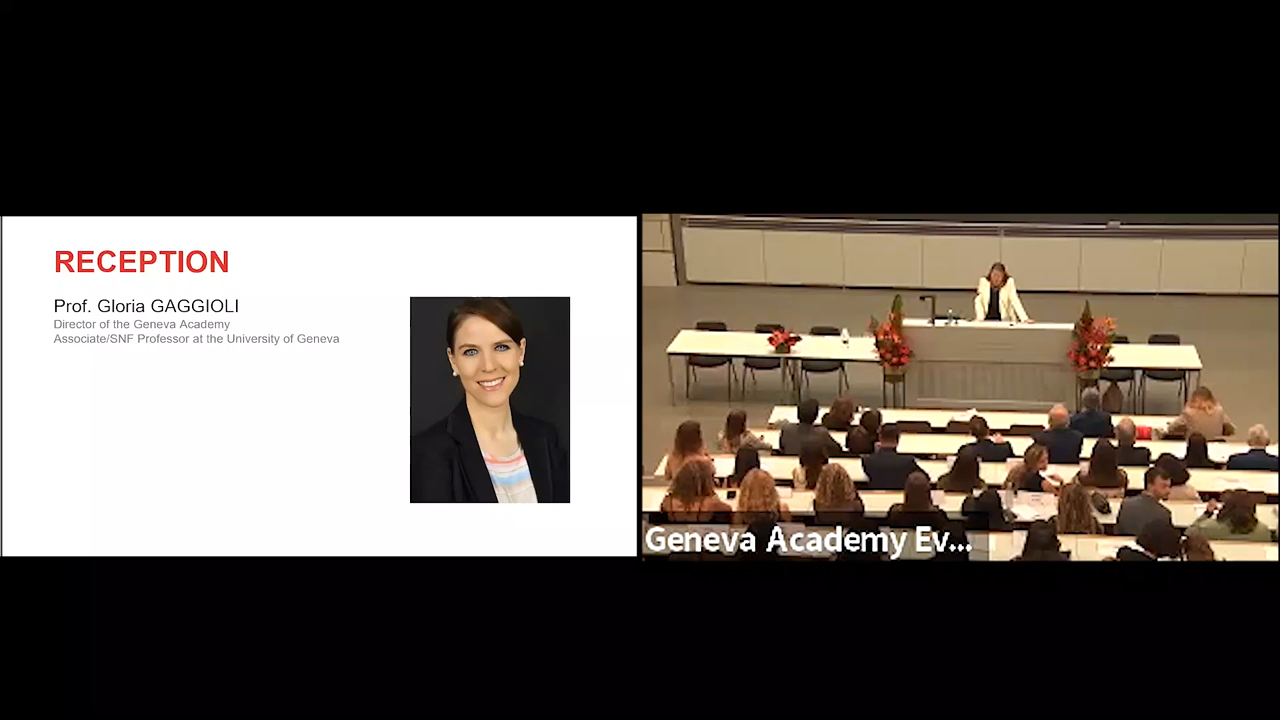 RECEPTION
Prof. Gloria GAGGIOLI
Director of the Geneva Academy
Associate/SNF Professor at the University of Geneva
Geneva Academy Ev...